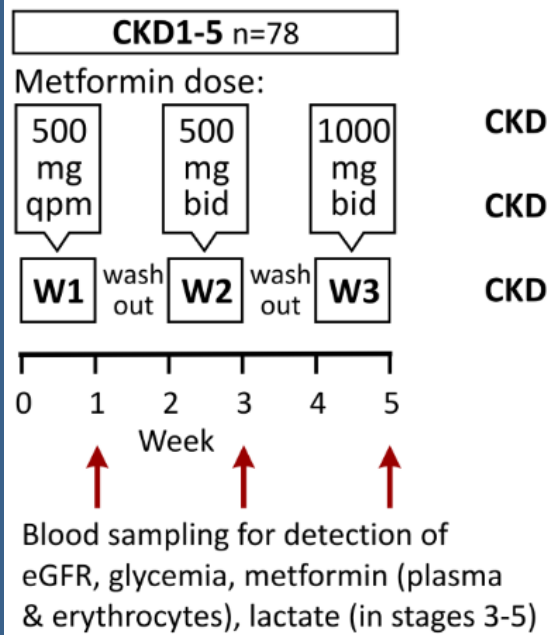 CKD1-5 n=78
Metformin dose:
500 mg qpm
500 mg bid
1000 mg bid
CKD
CKD
CKD
W1
wash out
W2
wash out
W3
0 1 2 3 4 5
Week
Blood sampling for detection of
eGFR, glycemia, metformin (plasma
& erythrocytes), lactate (in stages 3-5)